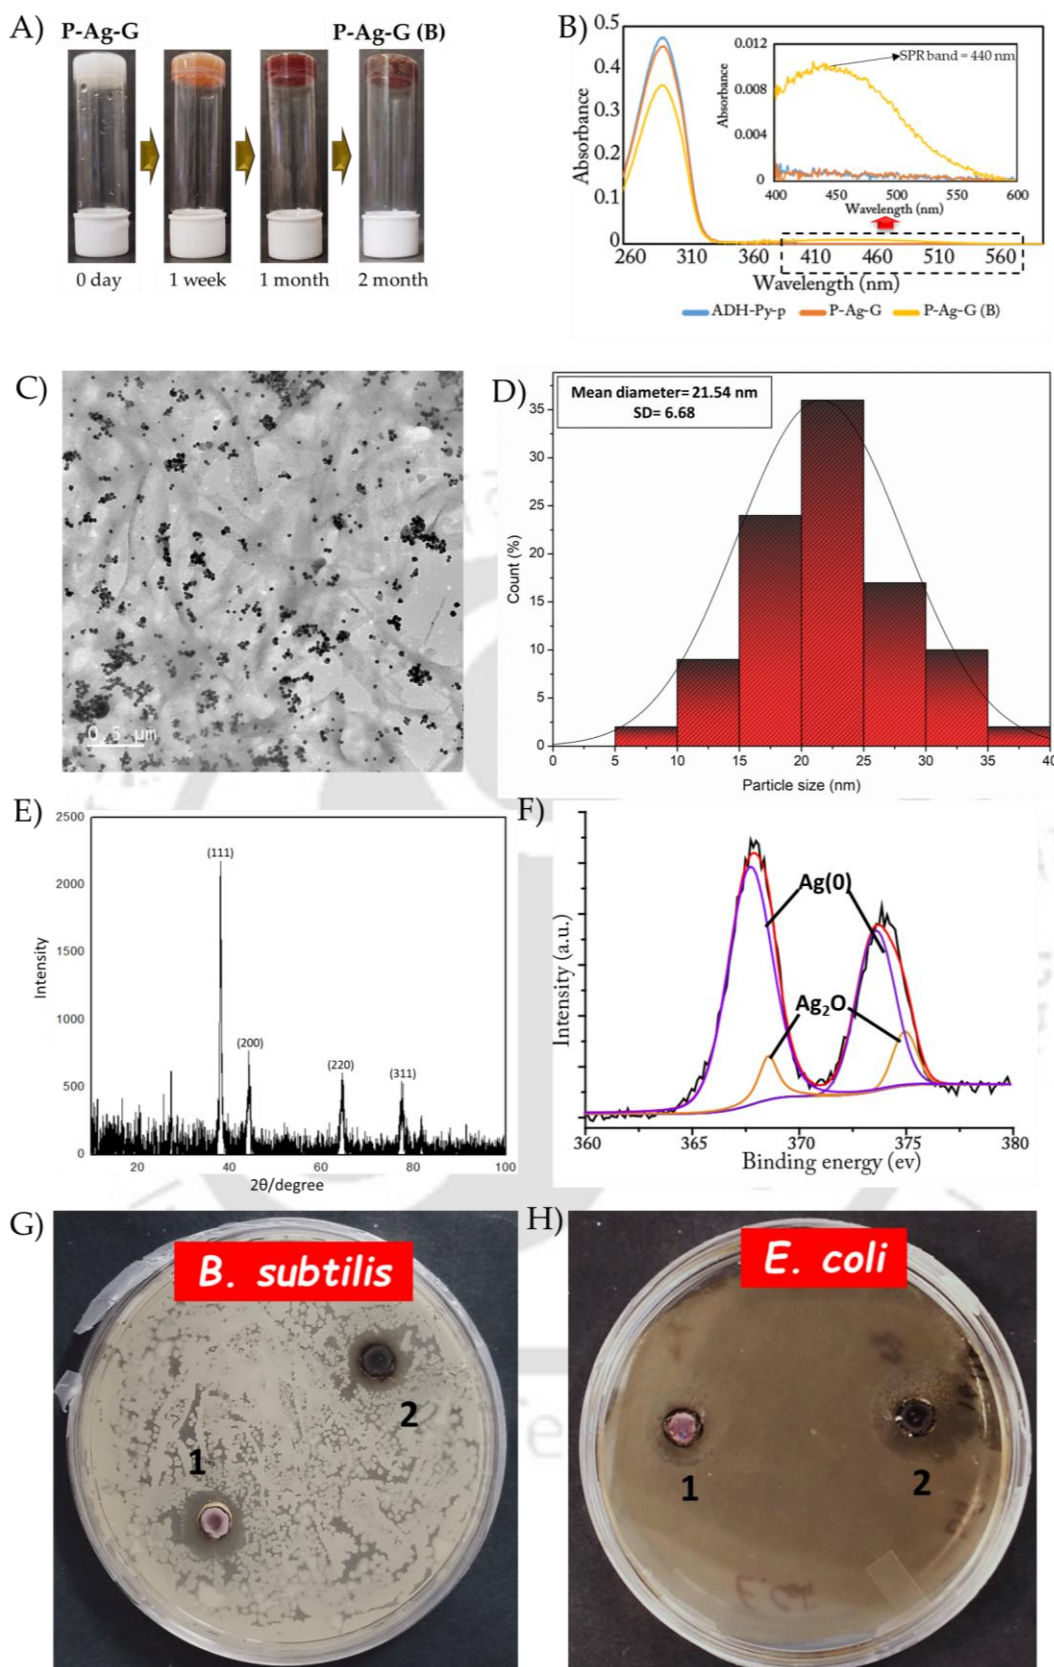 A)
P-Ag-G
P-Ag-G (B)
0 day
1 week
1 month
2 month
B)
0.5
0.4
0.3
0.2
0.1
0
Absorbance
260
310
360
410
460
510
560
Wavelength (nm)
0.012
0.008
0.004
0
Absorbance
SPR band = 440 nm
400
450
500
550
600
Wavelength (nm)
ADH-Py-p
P-Ag-G
P-Ag-G (B)
C)
0.5 µm
D)
Mean diameter= 21.54 nm
SD= 6.68
35
30
25
20
15
10
5
0
Count (%)
0
5
10
15
20
25
30
35
40
Particle size (nm)
E)
2500
2000
1500
1000
500
0
Intensity
(111)
(200)
(220)
(311)
20
40
60
80
100
2θ/degree
F)
Intensity (a.u.)
Ag(0)
Ag₂O
360
365
370
375
380
Binding energy (ev)
G)
B. subtilis
2
1
H)
E. coli
1
2